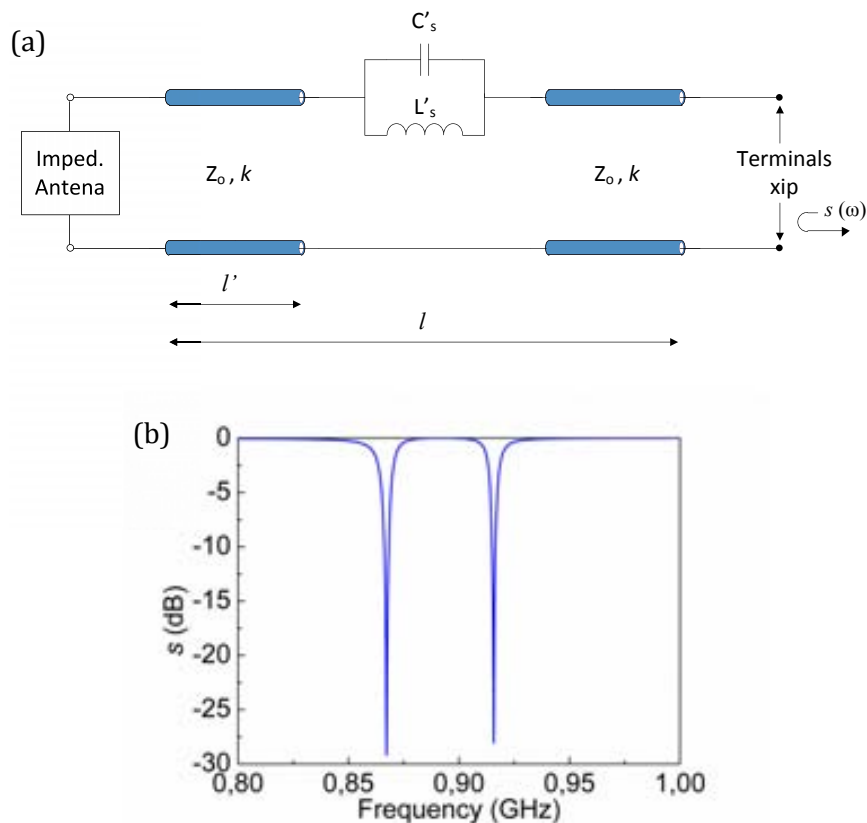 (a)
C's
L's
Imped.
Antena
Zo, k
Zo, k
Terminals
xip
s (ω)
l'
l
(b)
0
-5
-10
-15
-20
-25
-30
s (dB)
0,80 0,85 0,90 0,95 1,00
Frequency (GHz)